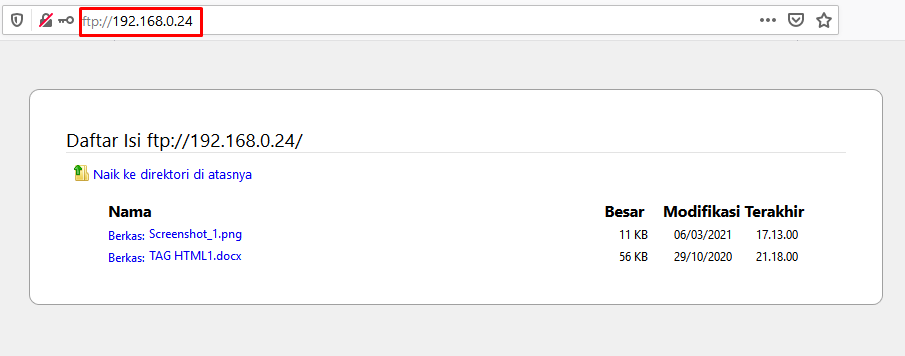 ftp://192.168.0.24
Daftar Isi ftp://192.168.0.24/
Naik ke direktori di atasnya
Nama Besar Modifikasi Terakhir
Berkas: Screenshot_1.png 11 KB 06/03/2021 17.13.00
Berkas: TAG HTML1.docx 56 KB 29/10/2020 21.18.00